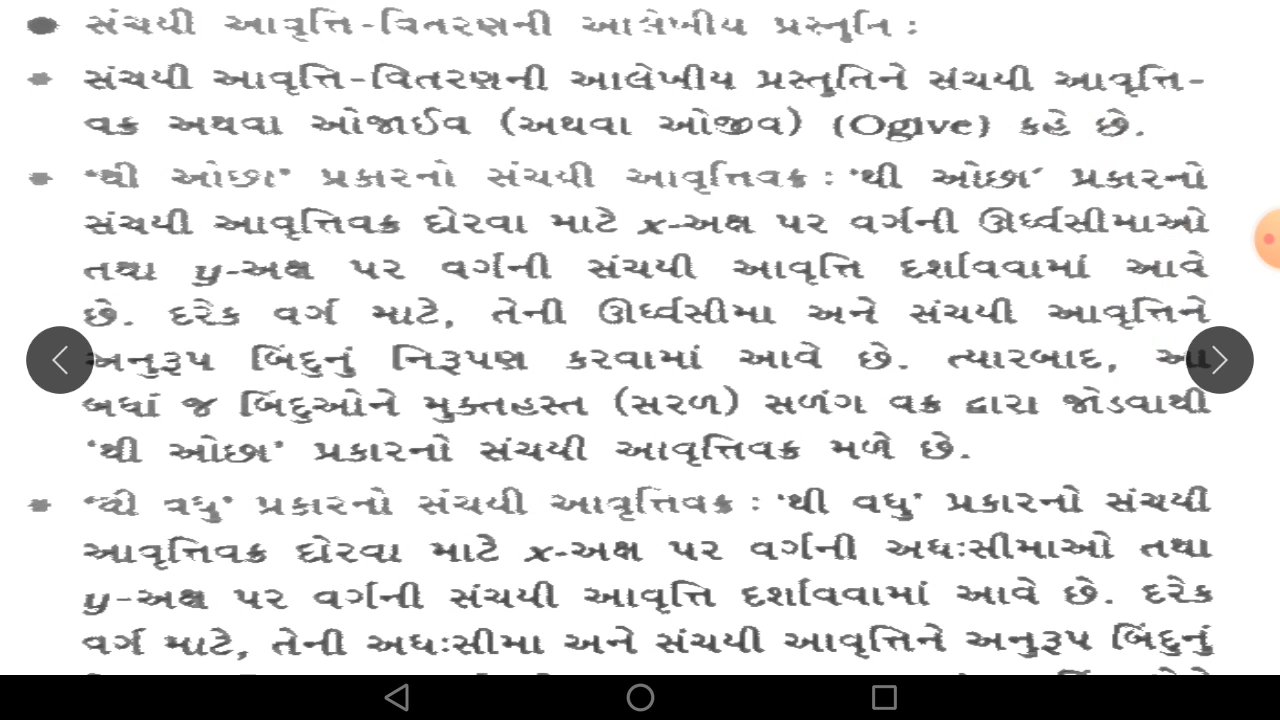 ● સંચયી આવૃત્તિ-વિતરણની આલેખીય પ્રસ્તુતિ :
* સંચયી આવૃત્તિ-વિતરણની આલેખીય પ્રસ્તુતિને સંચયી આવૃત્તિ-
વક્ર અથવા ઓજાઈવ (અથવા ઓજીવ) (Ogive) કહે છે.
* ‘થી ઓછા’ પ્રકારનો સંચયી આવૃત્તિવક્ર : ‘થી ઓછા’ પ્રકારનો
સંચયી આવૃત્તિવક્ર દોરવા માટે x-અક્ષ પર વર્ગની ઊર્ધ્વસીમાઓ
તથા y-અક્ષ પર વર્ગની સંચયી આવૃત્તિ દર્શાવવામાં આવે
છે. દરેક વર્ગ માટે, તેની ઊર્ધ્વસીમા અને સંચયી આવૃત્તિને
અનુરૂપ બિંદુનું નિરૂપણ કરવામાં આવે છે. ત્યારબાદ, આ
બધાં જ બિંદુઓને મુક્તહસ્ત (સરળ) સળંગ વક્ર દ્વારા જોડવાથી
‘થી ઓછા’ પ્રકારનો સંચયી આવૃત્તિવક્ર મળે છે.
* ‘થી વધુ’ પ્રકારનો સંચયી આવૃત્તિવક્ર : ‘થી વધુ’ પ્રકારનો સંચયી
આવૃત્તિવક્ર દોરવા માટે x-અક્ષ પર વર્ગની અધઃસીમાઓ તથા
y-અક્ષ પર વર્ગની સંચયી આવૃત્તિ દર્શાવવામાં આવે છે. દરેક
વર્ગ માટે, તેની અધઃસીમા અને સંચયી આવૃત્તિને અનુરૂપ બિંદુનું